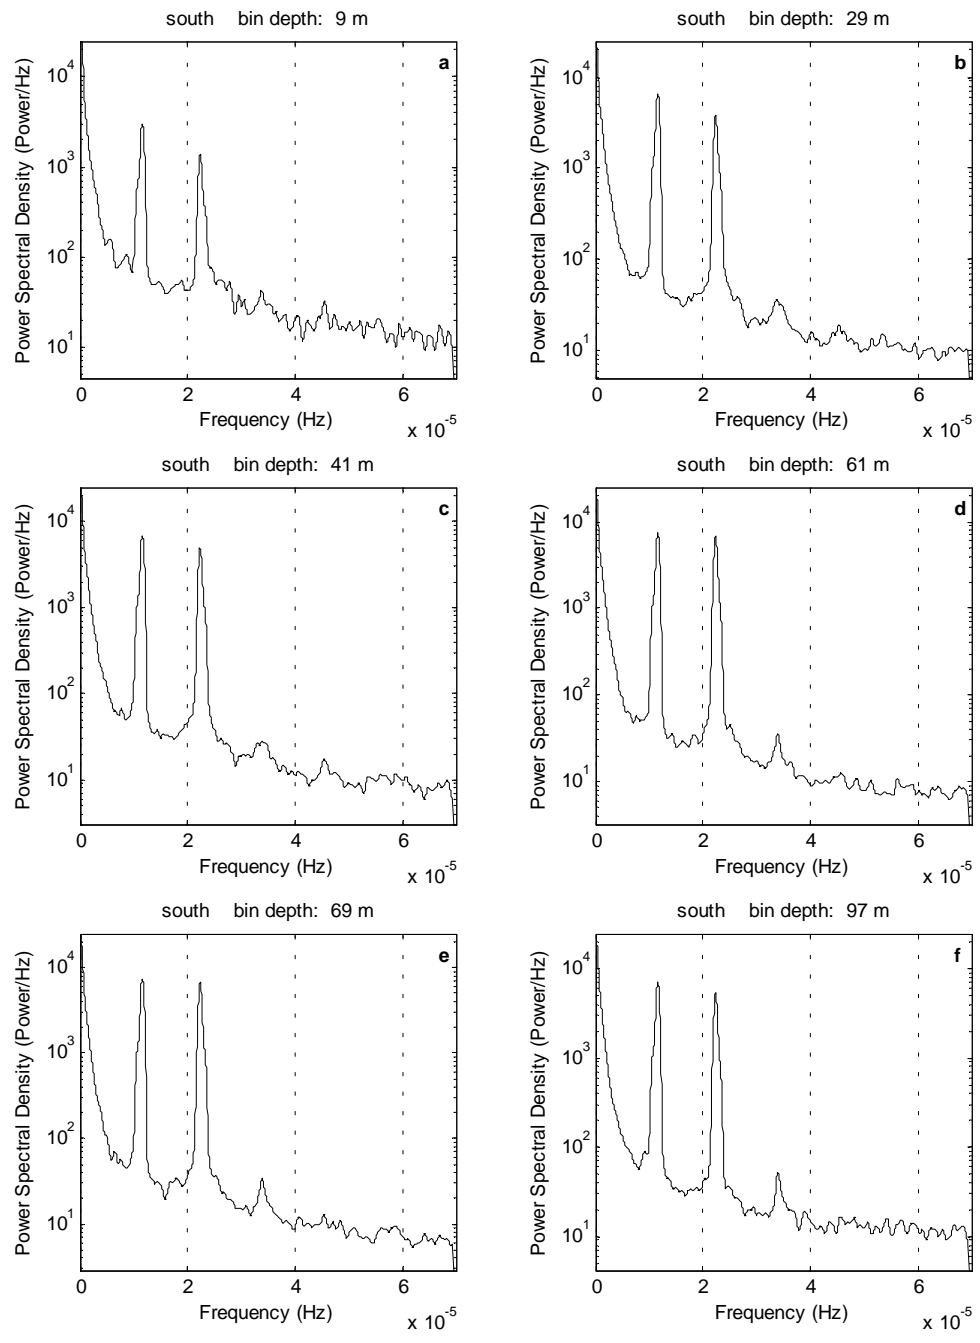 south bin depth: 9 m
a
Power Spectral Density (Power/Hz)
10^4
10^3
10^2
10^1
0 2 4 6
Frequency (Hz)
x 10^-5
south bin depth: 29 m
b
Power Spectral Density (Power/Hz)
10^4
10^3
10^2
10^1
0 2 4 6
Frequency (Hz)
x 10^-5
south bin depth: 41 m
c
Power Spectral Density (Power/Hz)
10^4
10^3
10^2
10^1
0 2 4 6
Frequency (Hz)
x 10^-5
south bin depth: 61 m
d
Power Spectral Density (Power/Hz)
10^4
10^3
10^2
10^1
0 2 4 6
Frequency (Hz)
x 10^-5
south bin depth: 69 m
e
Power Spectral Density (Power/Hz)
10^4
10^3
10^2
10^1
0 2 4 6
Frequency (Hz)
x 10^-5
south bin depth: 97 m
f
Power Spectral Density (Power/Hz)
10^4
10^3
10^2
10^1
0 2 4 6
Frequency (Hz)
x 10^-5